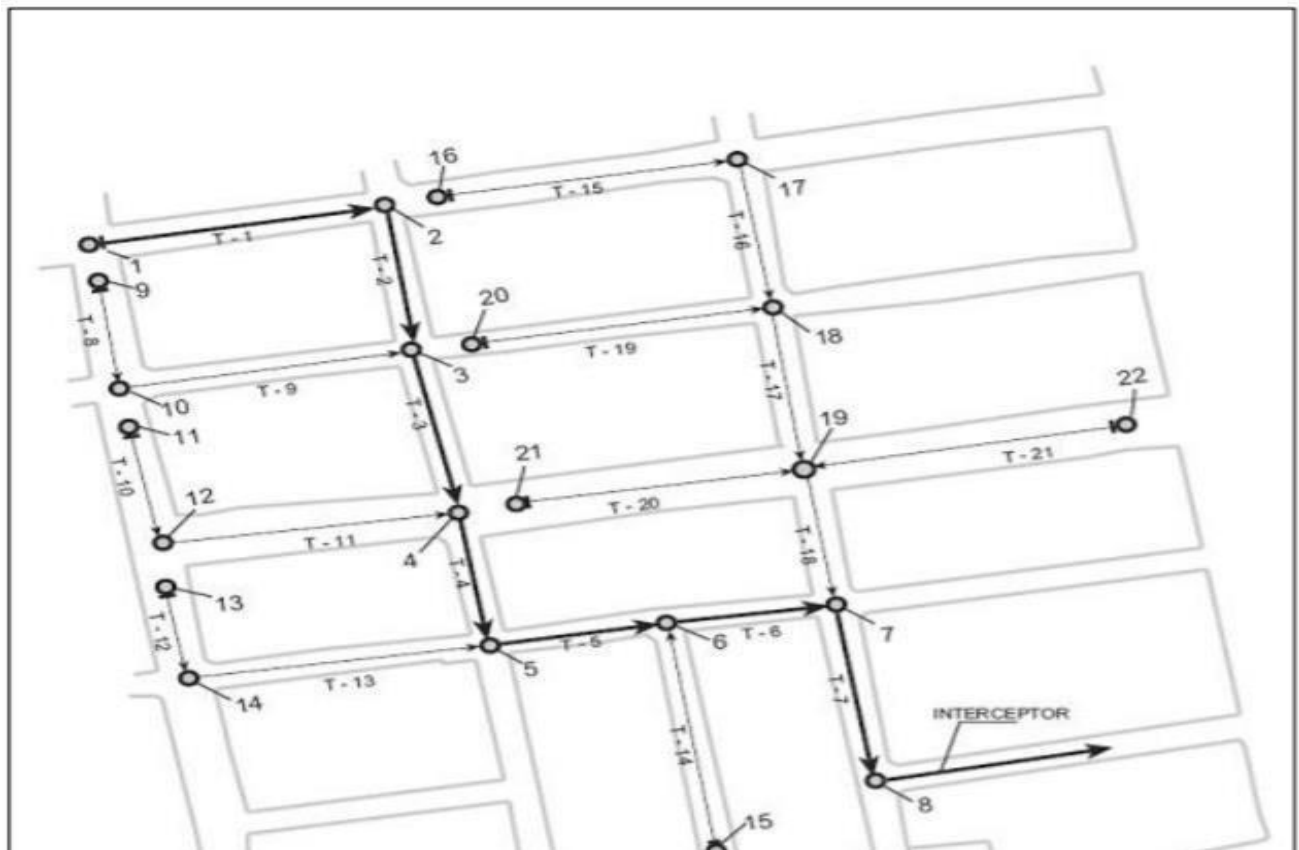 16
17
T - 15
2
T - 1
1
T - 16
9
T - 2
20
18
T - 8
T - 19
3
T - 9
T - 17
22
10
T - 3
19
11
21
T - 21
T - 10
12
T - 20
T - 11
4
T - 18
T - 4
13
T - 12
T - 6
7
6
T - 5
5
T - 13
T - 7
14
INTERCEPTOR
T - 14
8
15